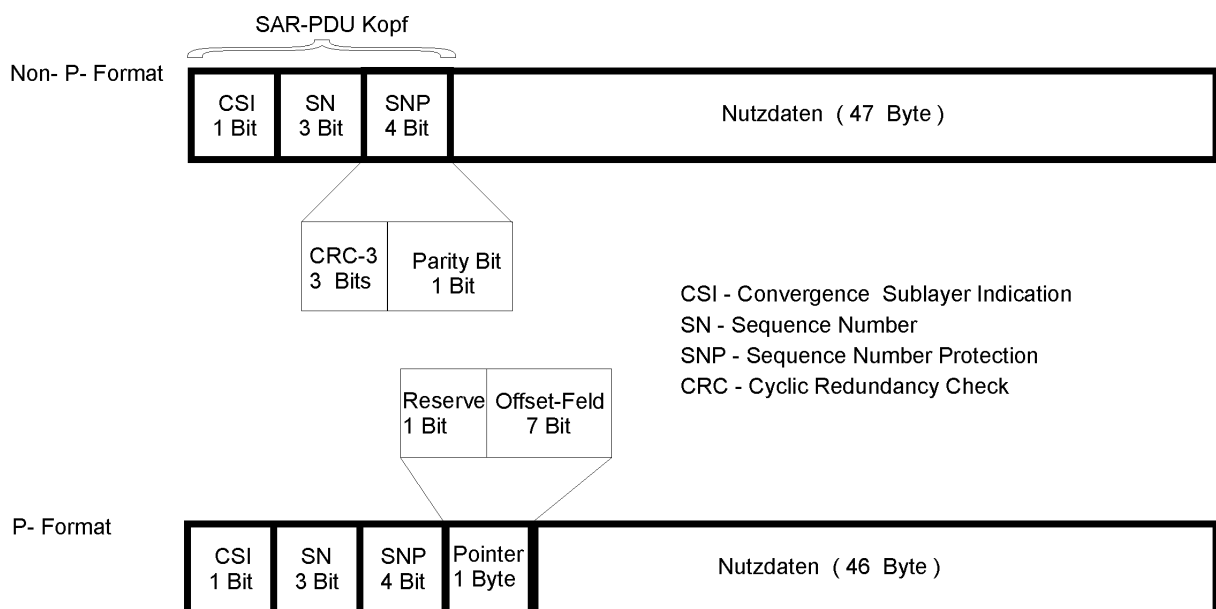 SAR-PDU Kopf
Non- P- Format
CSI
1 Bit
SN
3 Bit
SNP
4 Bit
Nutzdaten ( 47 Byte )
CRC-3
3 Bits
Parity Bit
1 Bit
CSI - Convergence Sublayer Indication
SN - Sequence Number
SNP - Sequence Number Protection
CRC - Cyclic Redundancy Check
Reserve
1 Bit
Offset-Feld
7 Bit
P- Format
CSI
1 Bit
SN
3 Bit
SNP
4 Bit
Pointer
1 Byte
Nutzdaten ( 46 Byte )